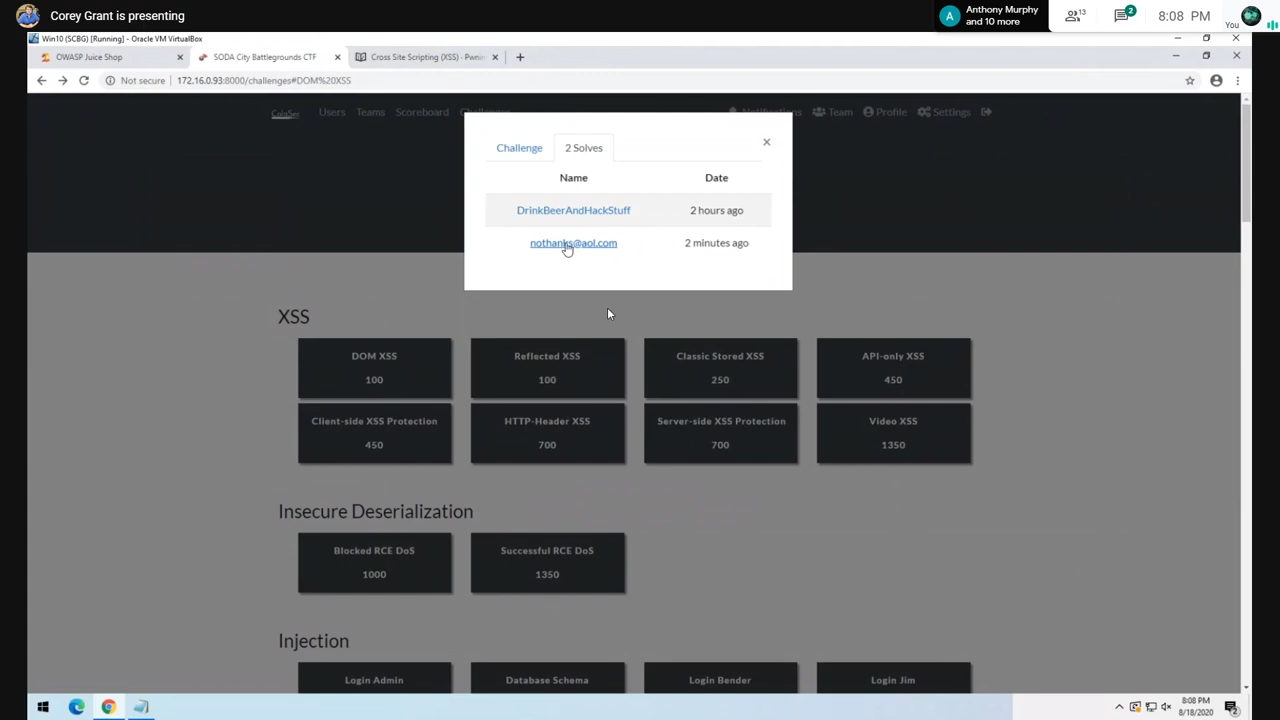 Corey Grant is presenting
A
Anthony Murphy
and 10 more
13
2
8:08 PM
You
Win10 (SCBG) [Running] - Oracle VM VirtualBox
OWASP Juice Shop
SODA City Battlegrounds CTF
Cross Site Scripting (XSS) - Pwnin
Not secure
172.16.0.93:8000/challenges#DOM%20XSS
Users
Teams
Scoreboard
Challenges
Notifications
Team
Profile
Settings
Challenge
2 Solves
Name
Date
DrinkBeerAndHackStuff
2 hours ago
nothanks@aol.com
2 minutes ago
XSS
DOM XSS
Reflected XSS
Classic Stored XSS
API-only XSS
100
100
250
450
Client-side XSS Protection
HTTP-Header XSS
Server-side XSS Protection
Video XSS
450
700
700
1350
Insecure Deserialization
Blocked RCE DoS
Successful RCE DoS
1000
1350
Injection
Login Admin
Database Schema
Login Bender
Login Jim
8:08 PM
8/18/2020
2